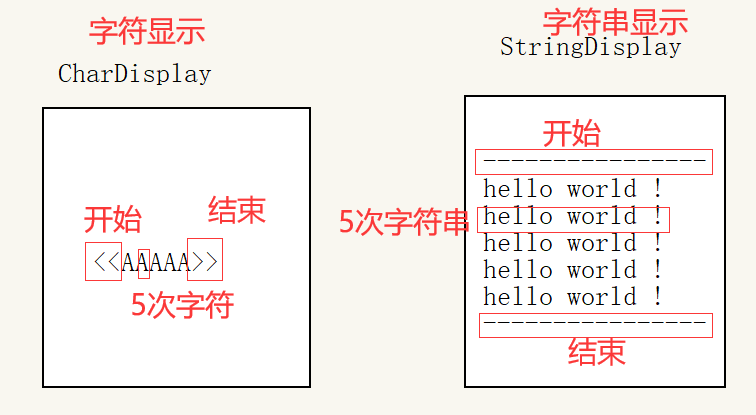 字符显示
CharDisplay
开始
结束
<<AAAAA>>
5次字符
字符串显示
StringDisplay
开始
----------------
hello world !
5次字符串
hello world !
hello world !
hello world !
hello world !
----------------
结束